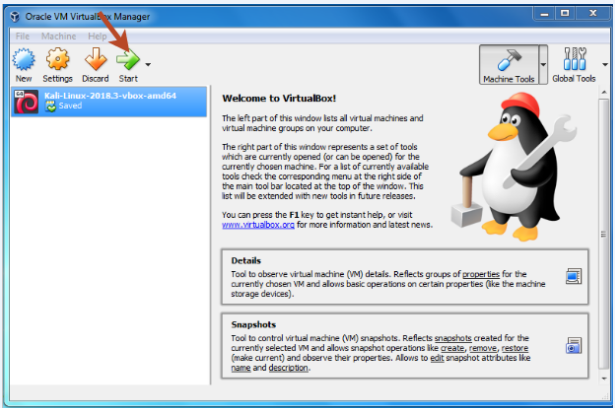 Oracle VM VirtualBox Manager
File Machine Help
New Settings Discard Start Machine Tools Global Tools
64
Kali-Linux-2018.3-vbox-amd64
Saved
Welcome to VirtualBox!
The left part of this window lists all virtual machines and
virtual machine groups on your computer.
The right part of this window represents a set of tools
which are currently opened (or can be opened) for the
currently chosen machine. For a list of currently available
tools check the corresponding menu at the right side of
the main tool bar located at the top of the window. This
list will be extended with new tools in future releases.
You can press the F1 key to get instant help, or visit
www.virtualbox.org for more information and latest news.
Details
Tool to observe virtual machine (VM) details. Reflects groups of properties for the
currently chosen VM and allows basic operations on certain properties (like the machine
storage devices).
Snapshots
Tool to control virtual machine (VM) snapshots. Reflects snapshots created for the
currently selected VM and allows snapshot operations like create, remove, restore
(make current) and observe their properties. Allows to edit snapshot attributes like
name and description.